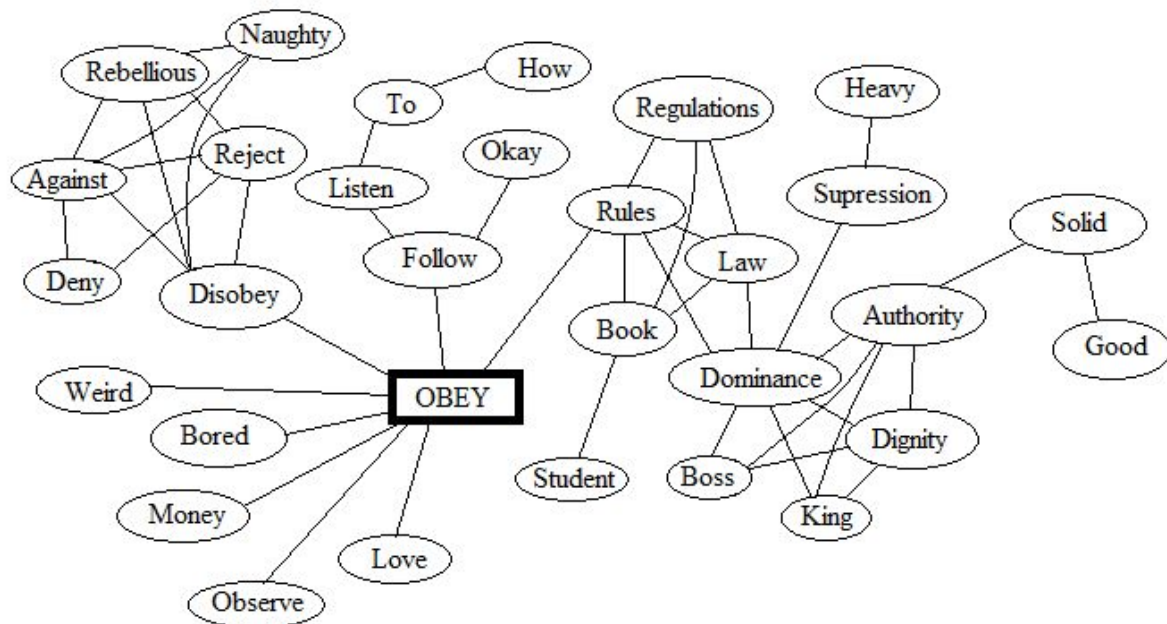 Naughty
Rebellious
How
To
Regulations
Heavy
Reject
Okay
Against
Listen
Supression
Rules
Solid
Follow
Law
Deny
Disobey
Authority
Book
Good
Dominance
Weird
OBEY
Bored
Dignity
Student
Boss
Money
King
Love
Observe